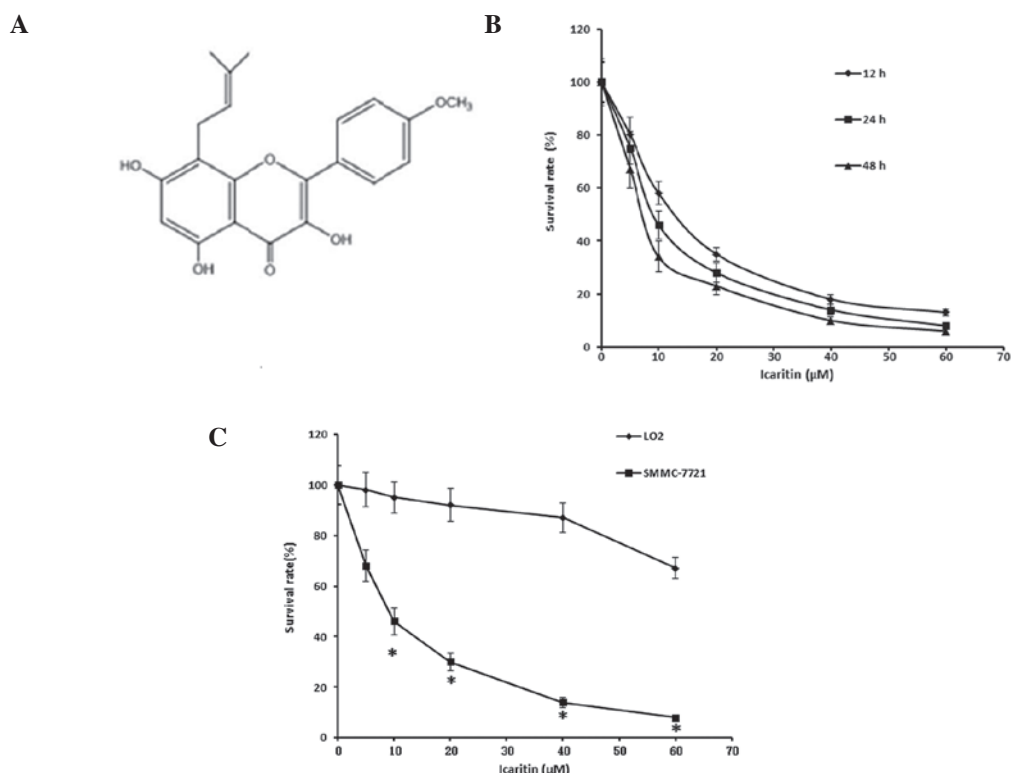 A
HO
O
OCH3
OH
OH
O
B
120
100
80
60
40
20
0
Survival rate (%)
0 10 20 30 40 50 60 70
Icaritin (μM)
12 h
24 h
48 h
C
120
100
80
60
40
20
0
Survival rate(%)
0 10 20 30 40 50 60 70
Icaritin (μM)
LO2
SMMC-7721
*
*
*
*